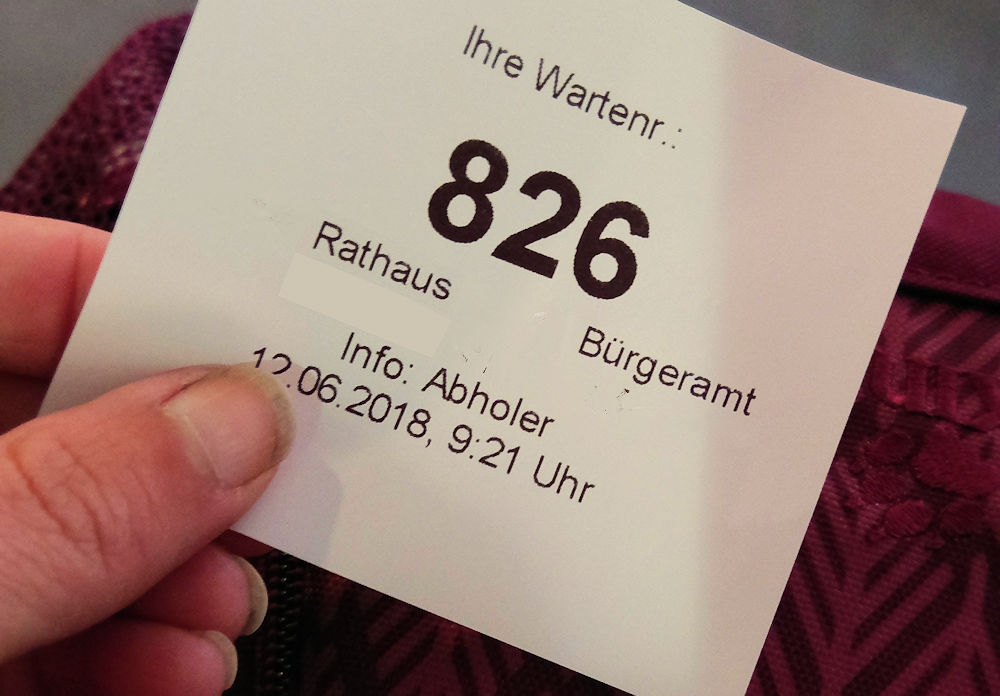 Ihre Wartenr.:
826
Rathaus Bürgeramt
Info: Abholer
12.06.2018, 9:21 Uhr